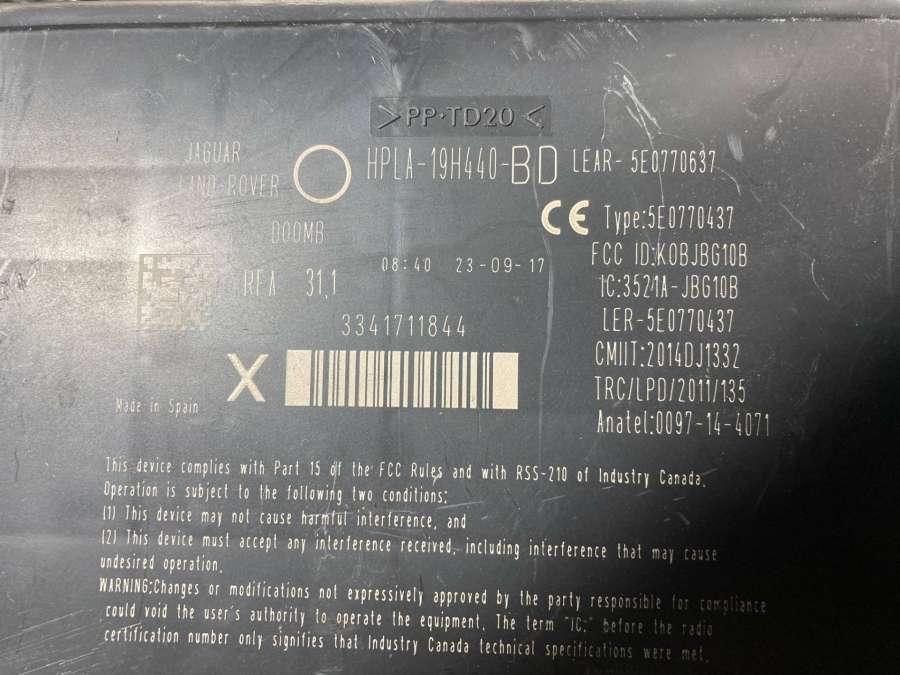 >PP-TD20<
JAGUAR
LAND-ROVER
HPLA-19H440-BD LEAR- 5E0770637
CE Type:5E0770437
D00MB
FCC ID:KOBJBG10B
RFA 31.1 08:40 23-09-17
IC:3521A-JBG10B
3341711844
LER-5E0770437
CMIIT:2014DJ1332
X
TRC/LPD/2011/135
Made in Spain
Anatel:0097-14-4071
This device complies with Part 15 of the FCC Rules and with RSS-210 of Industry Canada.
Operation is subject to the following two conditions:
(1) This device may not cause harmful interference, and
(2) This device must accept any interference received, including interference that may cause
undesired operation.
WARNING:Changes or modifications not expressively approved by the party responsible for compliance
could void the user's authority to operate the equipment. The term "IC:" before the radio
certification number only signifies that Industry Canada technical specifications were met.